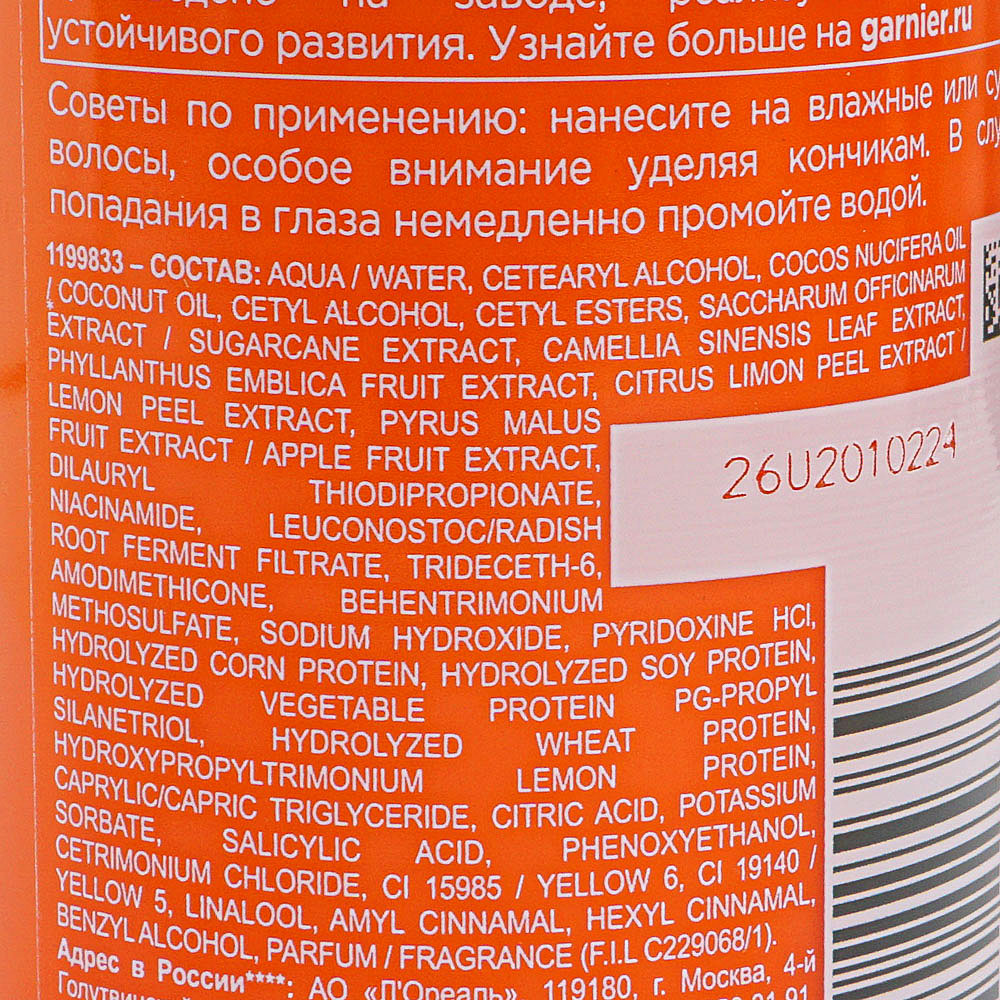 на заводе,
устойчивого развития. Узнайте больше на garnier.ru
Советы по применению: нанесите на влажные или
волосы, особое внимание уделяя кончикам. В
попадания в глаза немедленно промойте водой.
1199833 – СОСТАВ: AQUA / WATER, CETEARYL ALCOHOL, COCOS NUCIFERA OIL
/ COCONUT OIL, CETYL ALCOHOL, CETYL ESTERS, SACCHARUM OFFICINARUM
EXTRACT / SUGARCANE EXTRACT, CAMELLIA SINENSIS LEAF EXTRACT,
PHYLLANTHUS EMBLICA FRUIT EXTRACT, CITRUS LIMON PEEL EXTRACT /
LEMON PEEL EXTRACT, PYRUS MALUS
FRUIT EXTRACT / APPLE FRUIT EXTRACT,
DILAURYL THIODIPROPIONATE,
NIACINAMIDE, LEUCONOSTOC/RADISH
ROOT FERMENT FILTRATE, TRIDECETH-6,
AMODIMETHICONE, BEHENTRIMONIUM
METHOSULFATE, SODIUM HYDROXIDE, PYRIDOXINE HCI,
HYDROLYZED CORN PROTEIN, HYDROLYZED SOY PROTEIN,
HYDROLYZED VEGETABLE PROTEIN PG-PROPYL
SILANETRIOL, HYDROLYZED WHEAT PROTEIN,
HYDROXYPROPYLTRIMONIUM LEMON PROTEIN,
CAPRYLIC/CAPRIC TRIGLYCERIDE, CITRIC ACID, POTASSIUM
SORBATE, SALICYLIC ACID, PHENOXYETHANOL,
CETRIMONIUM CHLORIDE, CI 15985 / YELLOW 6, CI 19140 /
YELLOW 5, LINALOOL, AMYL CINNAMAL, HEXYL CINNAMAL,
BENZYL ALCOHOL, PARFUM / FRAGRANCE (F.I.L C229068/1).
Адрес в России****: АО «Л'Ореаль», 119180, г. Москва, 4-й
26U2010224